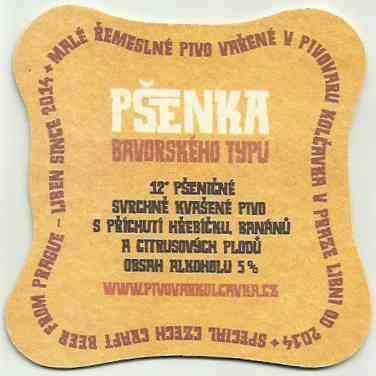 PŠENKA
BAVORSKÉHO TYPU
12° PŠENIČNÉ
SVRCHNĚ KVAŠENÉ PIVO
S PŘÍCHUTÍ HŘEBÍČKU, BANÁNŮ
A CITRUSOVÝCH PLODŮ
OBSAH ALKOHOLU 5%
WWW.PIVOVARKOLCAVKA.CZ
MALÉ ŘEMESLNÉ PIVO VAŘENÉ V PIVOVARU KOLČAVKA V PRAZE LIBNI OD 2014 + SPECIAL CZECH CRAFT BEER FROM PRAGUE - LIBEN SINCE 2014 +